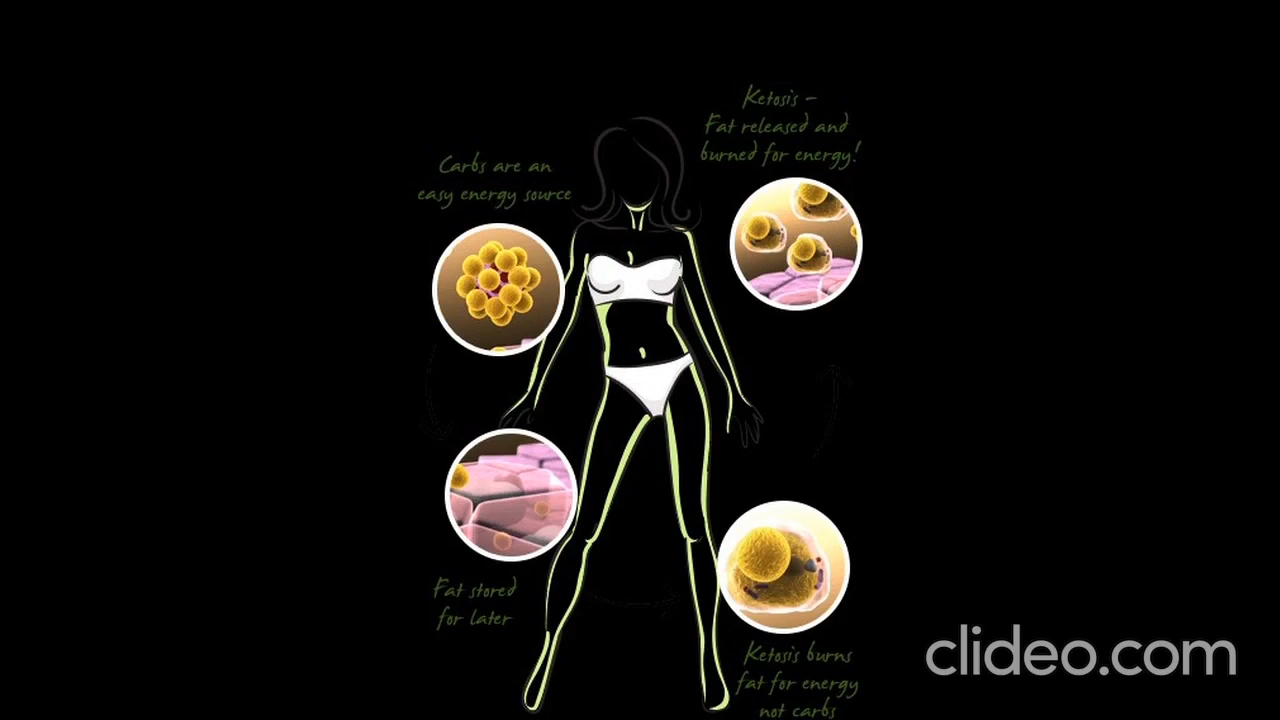 Carbs are an
easy energy source
Ketosis –
Fat released and
burned for energy!
Fat stored
for later
Ketosis burns
fat for energy
not carbs
clideo.com